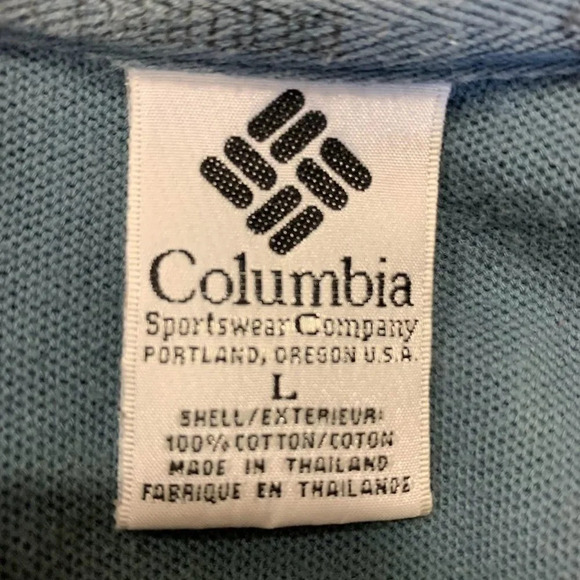 Columbia
Sportswear Company
PORTLAND, OREGON U.S.A.
L
SHELL/EXTERIEUR:
100% COTTON/COTON
MADE IN THAILAND
FABRIQUE EN THAILANDE